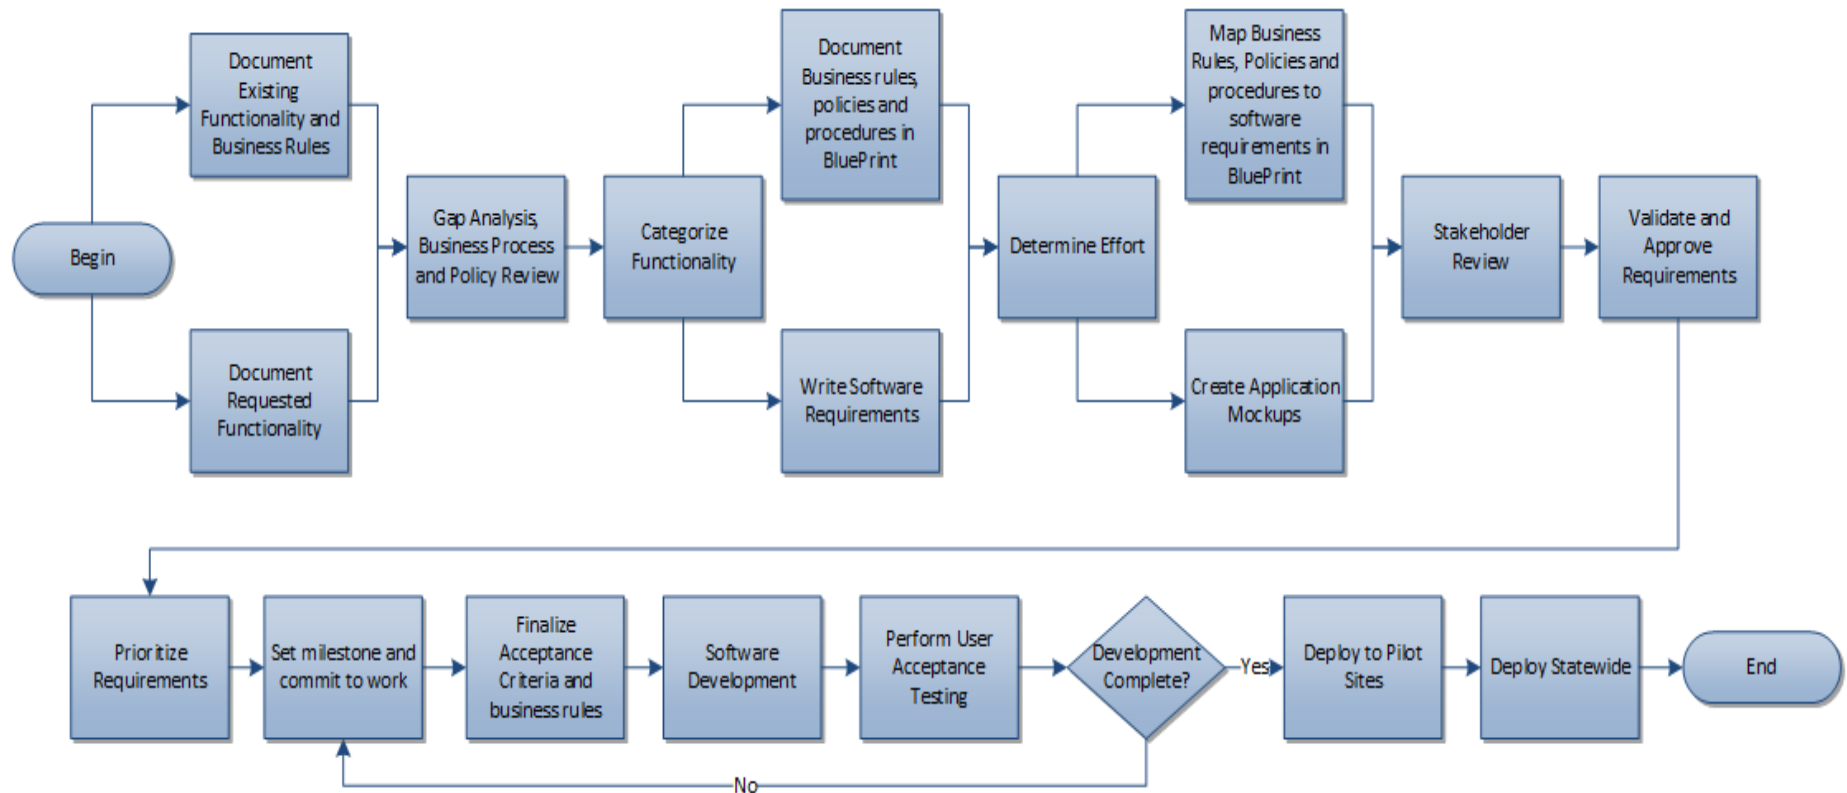 Begin
Document
Existing
Functionality and
Business Rules
Document
Requested
Functionality
Gap Analysis,
Business Process
and Policy Review
Categorize
Functionality
Document
Business rules,
policies and
procedures in
BluePrint
Write Software
Requirements
Determine Effort
Map Business
Rules, Policies and
procedures to
software
requirements in
BluePrint
Create Application
Mockups
Stakeholder
Review
Validate and
Approve
Requirements
Prioritize
Requirements
Set milestone and
commit to work
Finalize
Acceptance
Criteria and
business rules
Software
Development
Perform User
Acceptance
Testing
Development
Complete?
Yes
No
Deploy to Pilot
Sites
Deploy Statewide
End